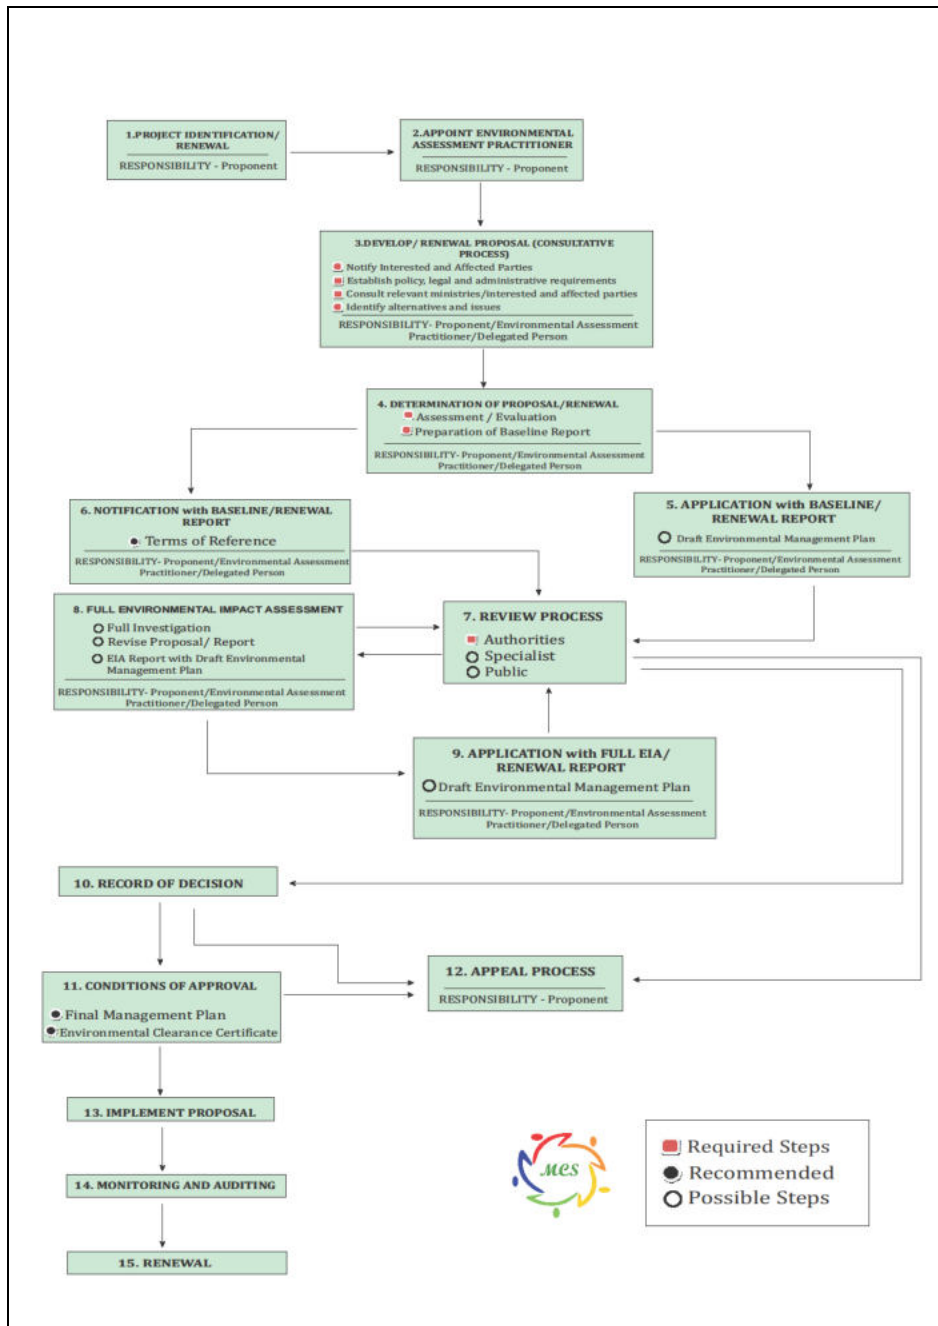 1.PROJECT IDENTIFICATION/
RENEWAL
RESPONSIBILITY - Proponent
2.APPOINT ENVIRONMENTAL
ASSESSMENT PRACTITIONER
RESPONSIBILITY - Proponent
3.DEVELOP/ RENEWAL PROPOSAL (CONSULTATIVE
PROCESS)
Notify Interested and Affected Parties
Establish policy, legal and administrative requirements
Consult relevant ministries/interested and affected parties
Identify alternatives and issues
RESPONSIBILITY- Proponent/Environmental Assessment
Practitioner/Delegated Person
4. DETERMINATION OF PROPOSAL/RENEWAL
Assessment / Evaluation
Preparation of Baseline Report
RESPONSIBILITY- Proponent/Environmental Assessment
Practitioner/Delegated Person
6. NOTIFICATION with BASELINE/RENEWAL
REPORT
Terms of Reference
RESPONSIBILITY- Proponent/Environmental Assessment
Practitioner/Delegated Person
5. APPLICATION with BASELINE/
RENEWAL REPORT
Draft Environmental Management Plan
RESPONSIBILITY- Proponent/Environmental Assessment
Practitioner/Delegated Person
8. FULL ENVIRONMENTAL IMPACT ASSESSMENT
Full Investigation
Revise Proposal/ Report
EIA Report with Draft Environmental
Management Plan
RESPONSIBILITY- Proponent/Environmental Assessment
Practitioner/Delegated Person
7. REVIEW PROCESS
Authorities
Specialist
Public
9. APPLICATION with FULL EIA/
RENEWAL REPORT
Draft Environmental Management Plan
RESPONSIBILITY- Proponent/Environmental Assessment
Practitioner/Delegated Person
10. RECORD OF DECISION
11. CONDITIONS OF APPROVAL
Final Management Plan
Environmental Clearance Certificate
12. APPEAL PROCESS
RESPONSIBILITY - Proponent
13. IMPLEMENT PROPOSAL
14. MONITORING AND AUDITING
15. RENEWAL
MCS
Required Steps
Recommended
Possible Steps